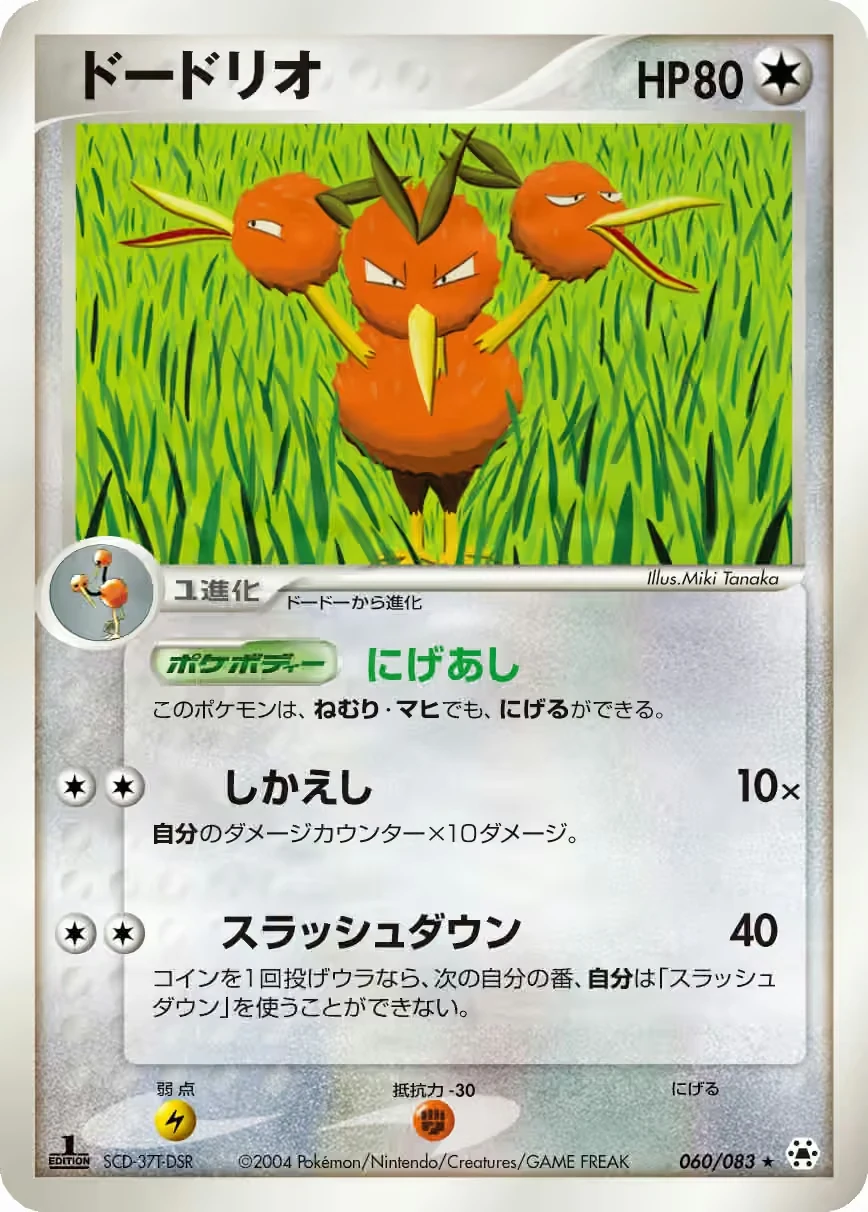 ドードリオ
HP80
Illus.Miki Tanaka
1進化
ドードーから進化
ポケボディー にげあし
このポケモンは、ねむり・マヒでも、にげるができる。
しかえし 10×
自分のダメージカウンター×10ダメージ。
スラッシュダウン 40
コインを1回投げウラなら、次の自分の番、自分は「スラッシュ
ダウン」を使うことができない。
弱点 抵抗力 -30 にげる
1 EDITION SCD-37T-DSR ©2004 Pokémon/Nintendo/Creatures/GAME FREAK 060/083 ★